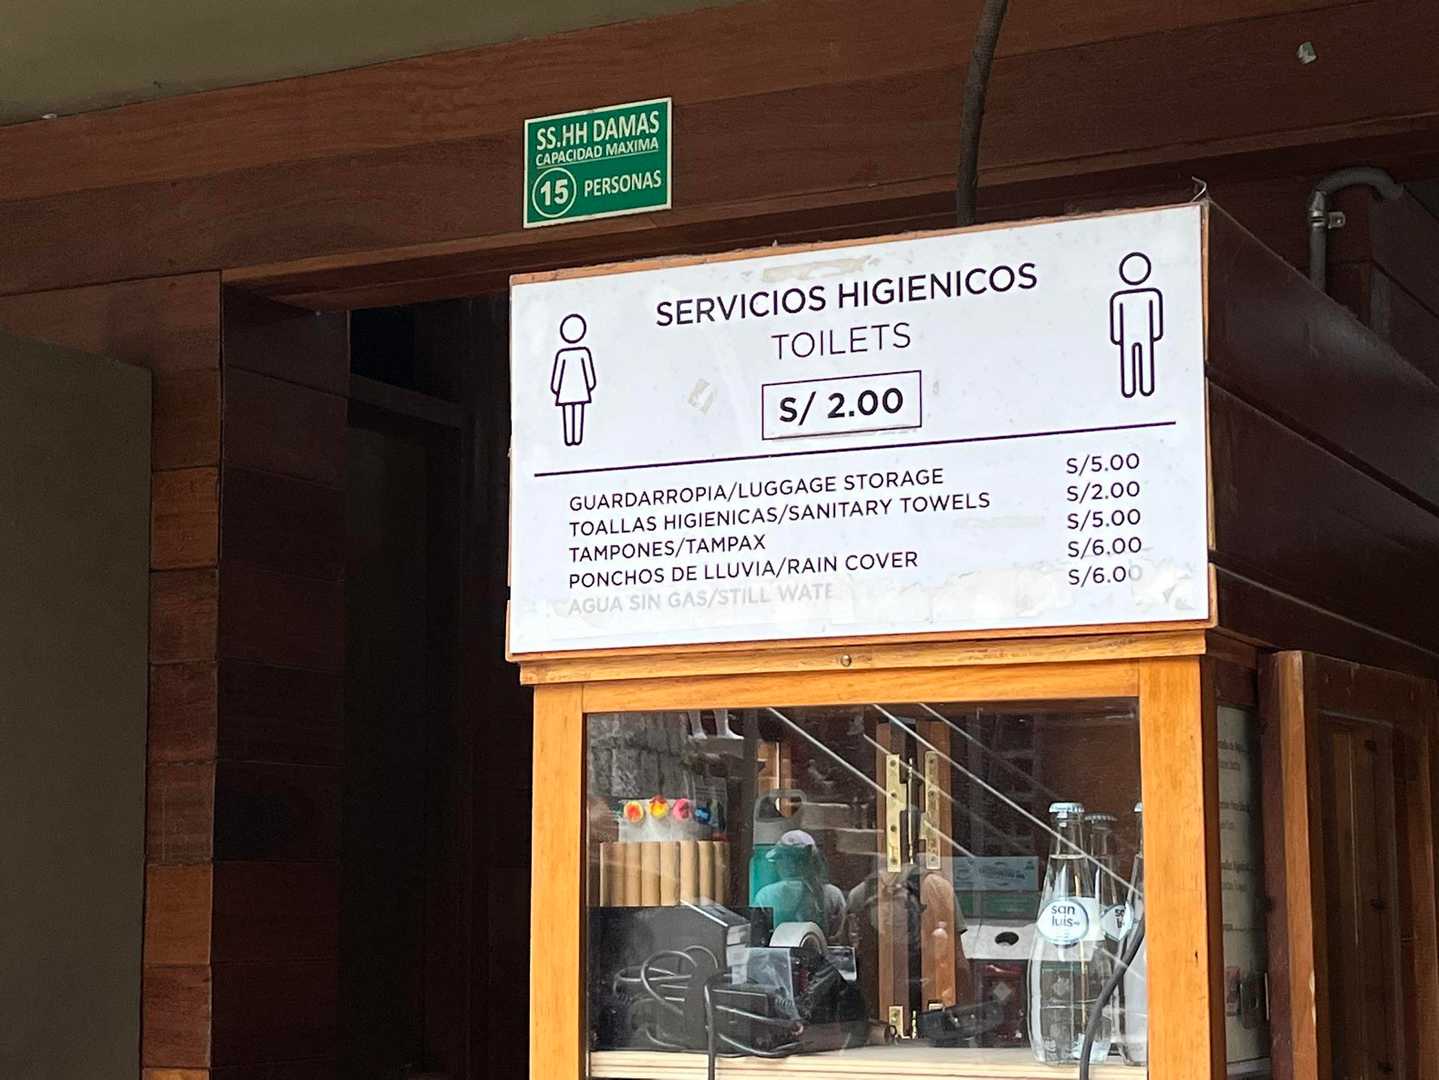 SS.HH DAMAS
CAPACIDAD MAXIMA
15 PERSONAS
SERVICIOS HIGIENICOS
TOILETS
S/ 2.00
GUARDARROPIA/LUGGAGE STORAGE S/5.00
TOALLAS HIGIENICAS/SANITARY TOWELS S/2.00
TAMPONES/TAMPAX S/5.00
PONCHOS DE LLUVIA/RAIN COVER S/6.00
AGUA SIN GAS/STILL WATE S/6.00
san
luis